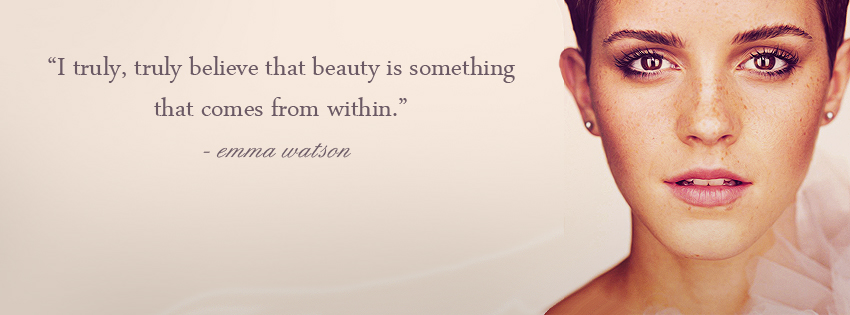 “I truly, truly believe that beauty is something
that comes from within.”
- emma watson